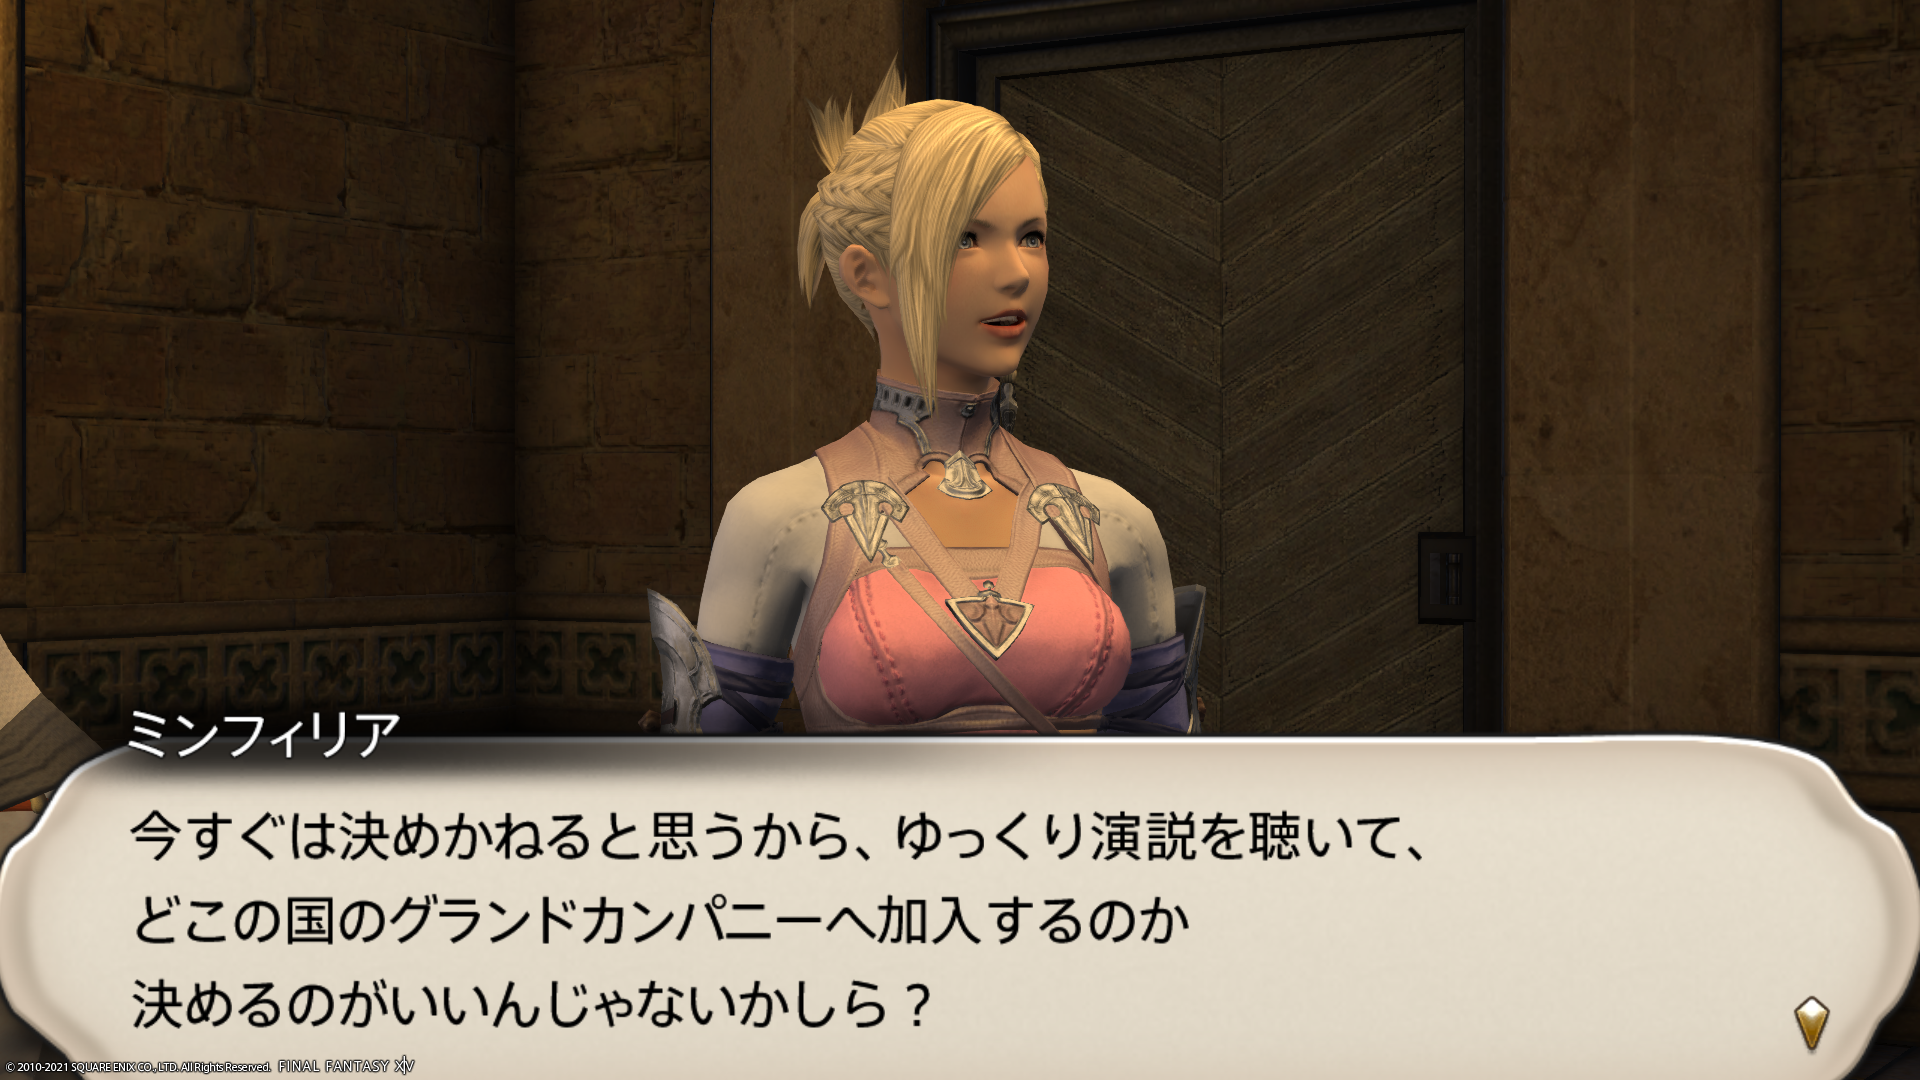 ミンフィリア
今すぐは決めかねると思うから、ゆっくり演説を聴いて、
どこの国のグランドカンパニーへ加入するのか
決めるのがいいんじゃないかしら？
© 2010-2021 SQUARE ENIX CO., LTD. All Rights Reserved. FINAL FANTASY XIV